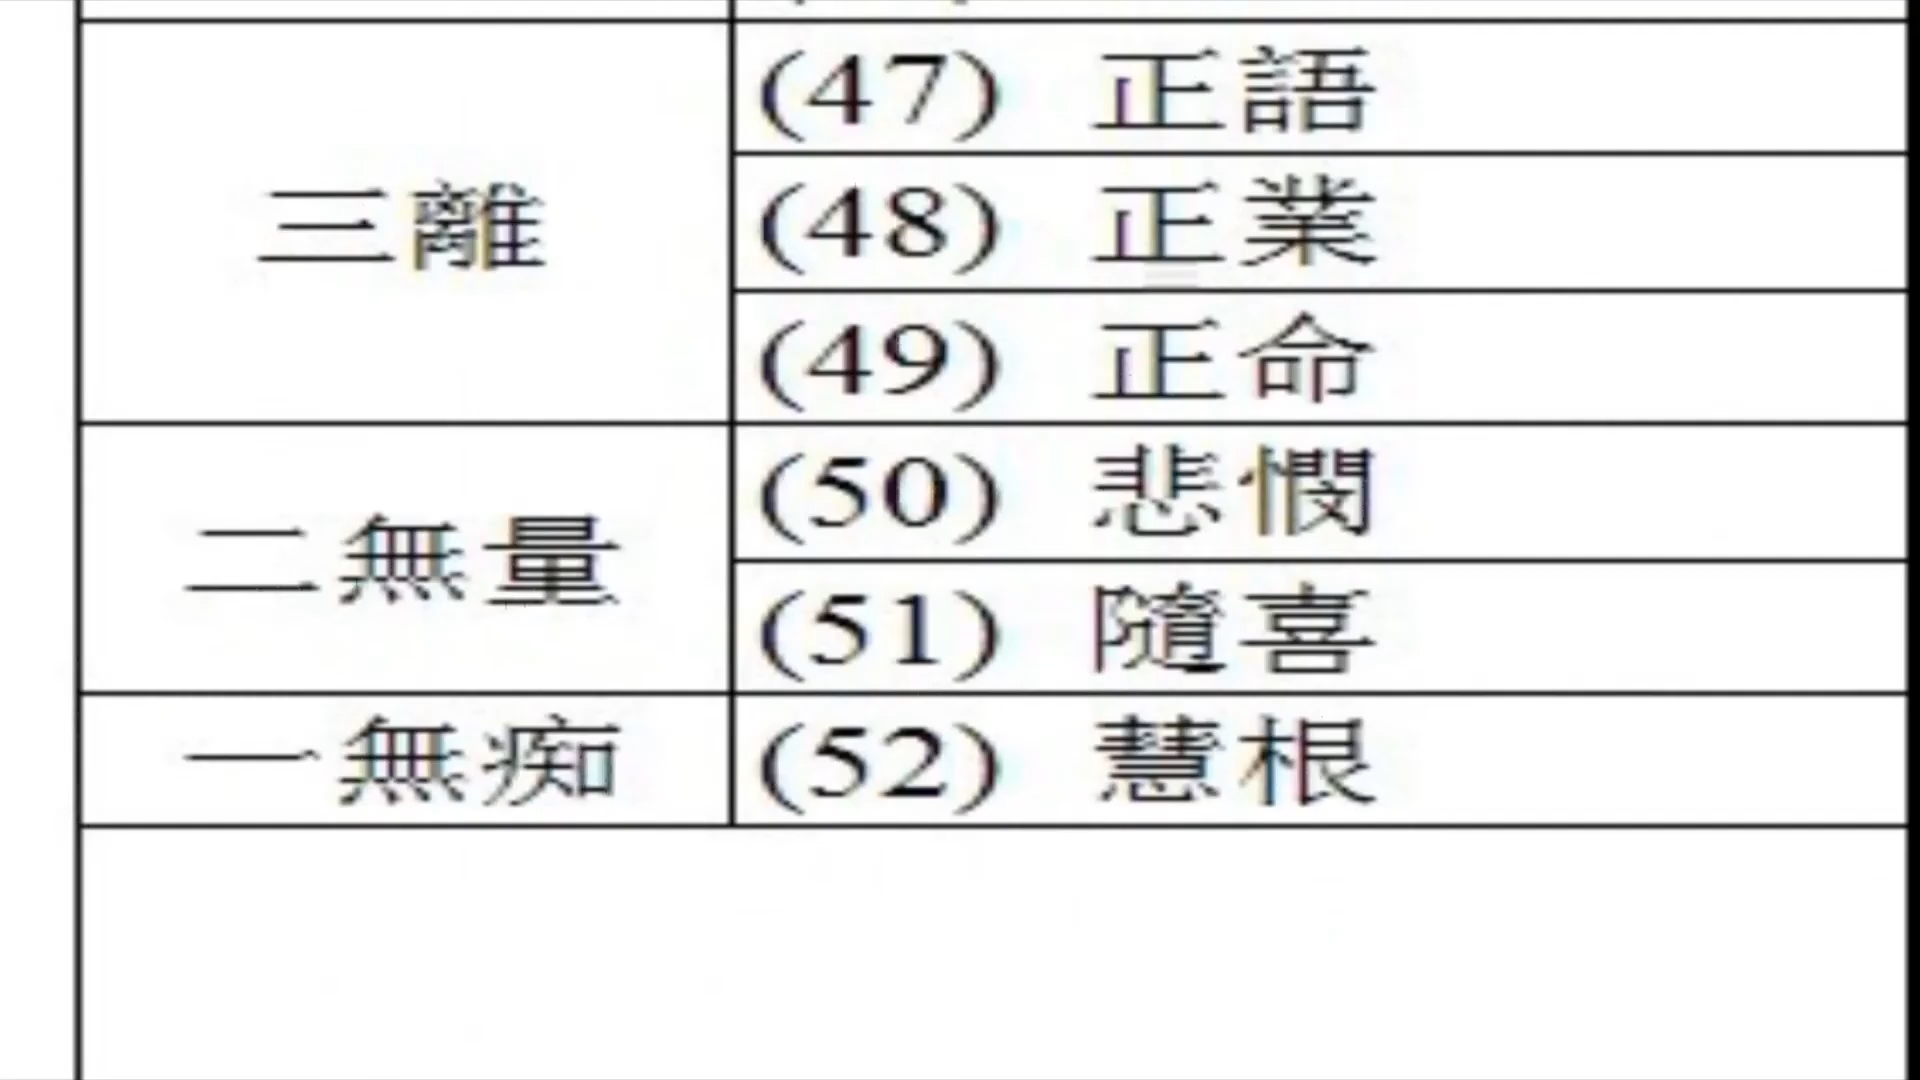 三離
(47) 正語
(48) 正業
(49) 正命
二無量
(50) 悲憫
(51) 隨喜
一無痴
(52) 慧根